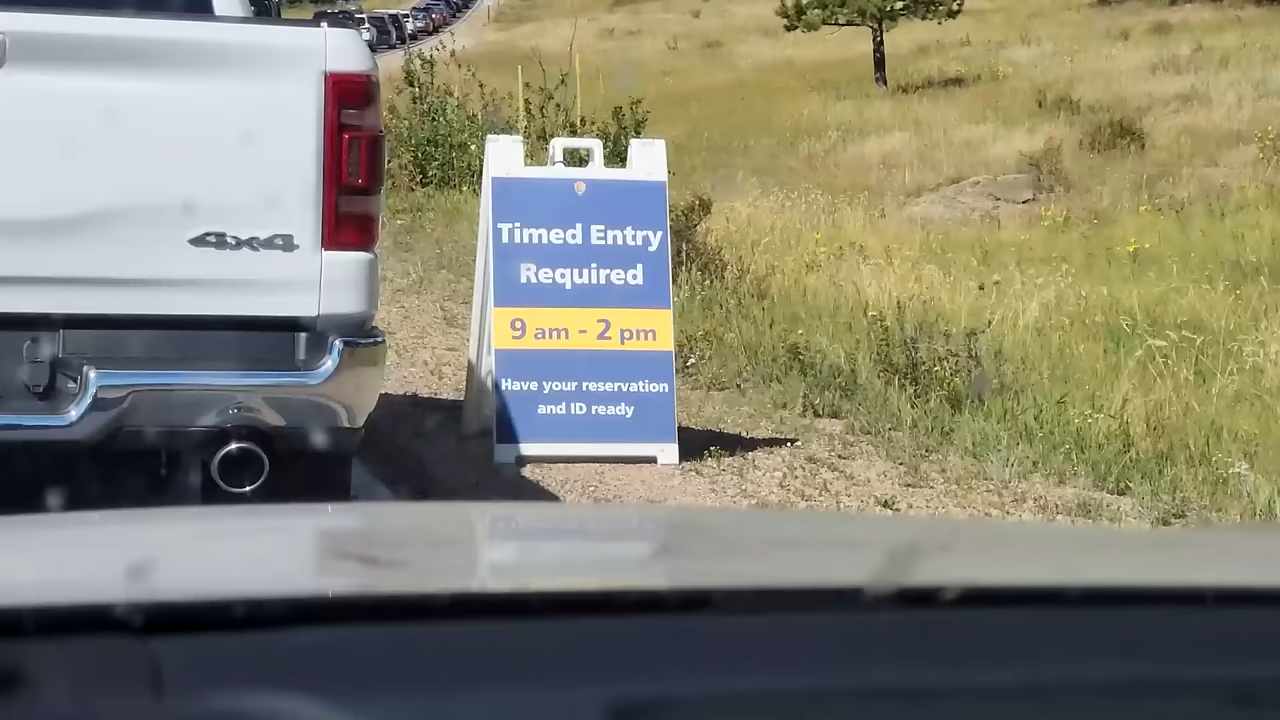 4x4
Timed Entry
Required
9 am - 2 pm
Have your reservation
and ID ready